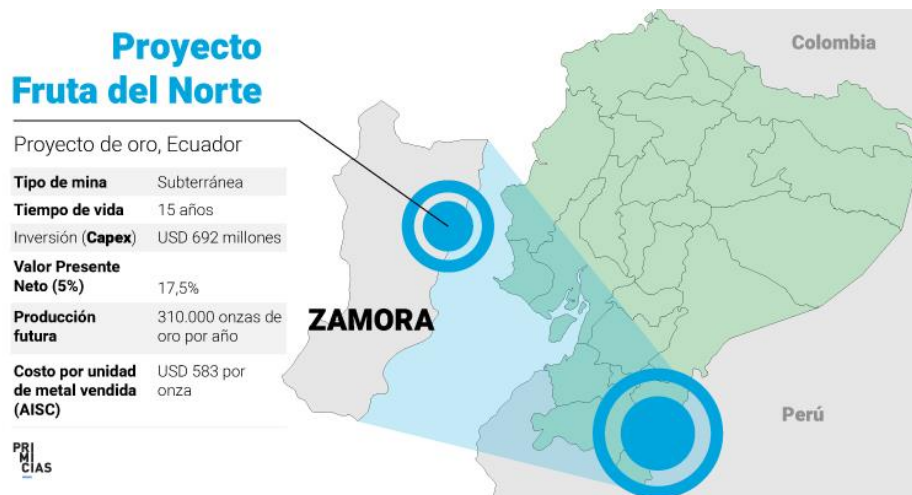 Proyecto
Fruta del Norte
Proyecto de oro, Ecuador
Tipo de mina Subterránea
Tiempo de vida 15 años
Inversión (Capex) USD 692 millones
Valor Presente
Neto (5%) 17,5%
Producción 310.000 onzas de
futura oro por año
Costo por unidad USD 583 por
de metal vendida onza
(AISC)
PRI
MI
CIAS
ZAMORA
Colombia
Perú